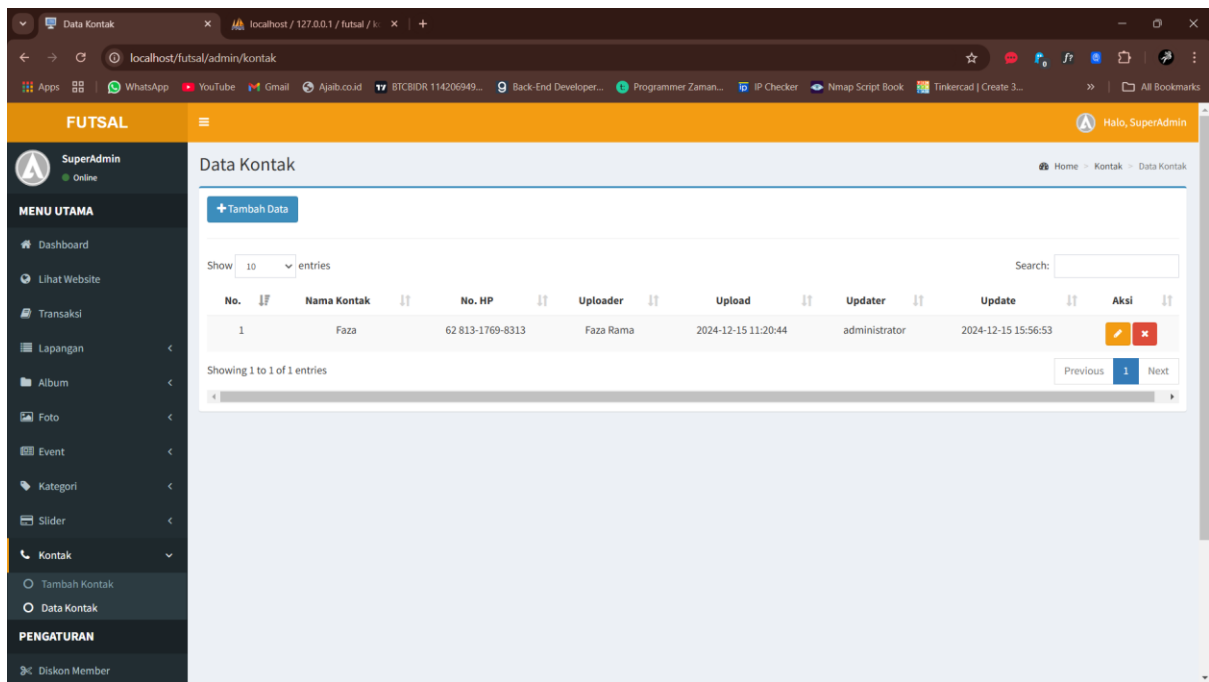 Data Kontak
localhost / 127.0.0.1 / futsal /
localhost/futsal/admin/kontak
Apps WhatsApp YouTube Gmail Ajaib.co.id BTCBIDR 114206949... Back-End Developer... Programmer Zaman... IP Checker Nmap Script Book Tinkercad | Create 3... » All Bookmarks
FUTSAL Halo, SuperAdmin
SuperAdmin
Online
Data Kontak
Home > Kontak > Data Kontak
MENU UTAMA
Dashboard
Lihat Website
Transaksi
Lapangan
Album
Foto
Event
Kategori
Slider
Kontak
Tambah Kontak
Data Kontak
PENGATURAN
Diskon Member
Tambah Data
Show 10 entries Search:
No. Nama Kontak No. HP Uploader Upload Updater Update Aksi
1 Faza 62 813-1769-8313 Faza Rama 2024-12-15 11:20:44 administrator 2024-12-15 15:56:53
Showing 1 to 1 of 1 entries
Previous 1 Next